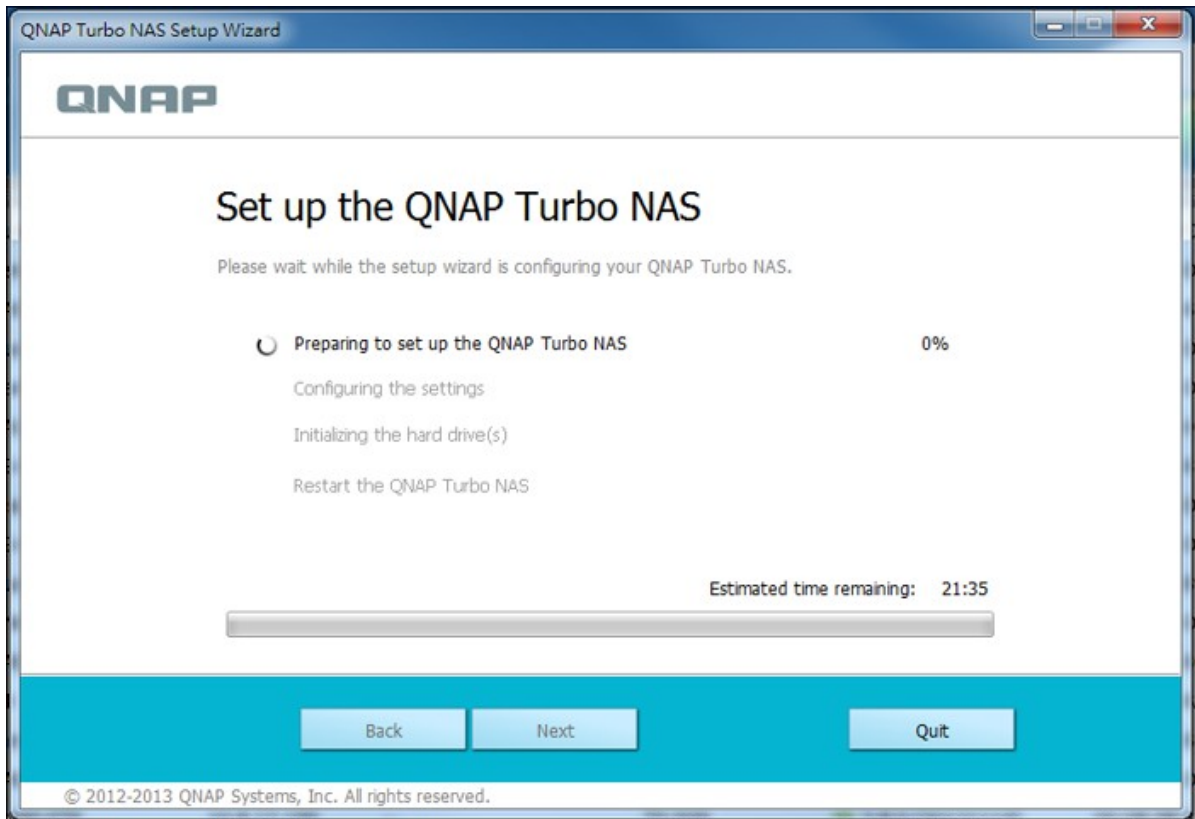 QNAP Turbo NAS Setup Wizard
QNAP
Set up the QNAP Turbo NAS
Please wait while the setup wizard is configuring your QNAP Turbo NAS.
Preparing to set up the QNAP Turbo NAS 0%
Configuring the settings
Initializing the hard drive(s)
Restart the QNAP Turbo NAS
Estimated time remaining: 21:35
Back Next Quit
© 2012-2013 QNAP Systems, Inc. All rights reserved.